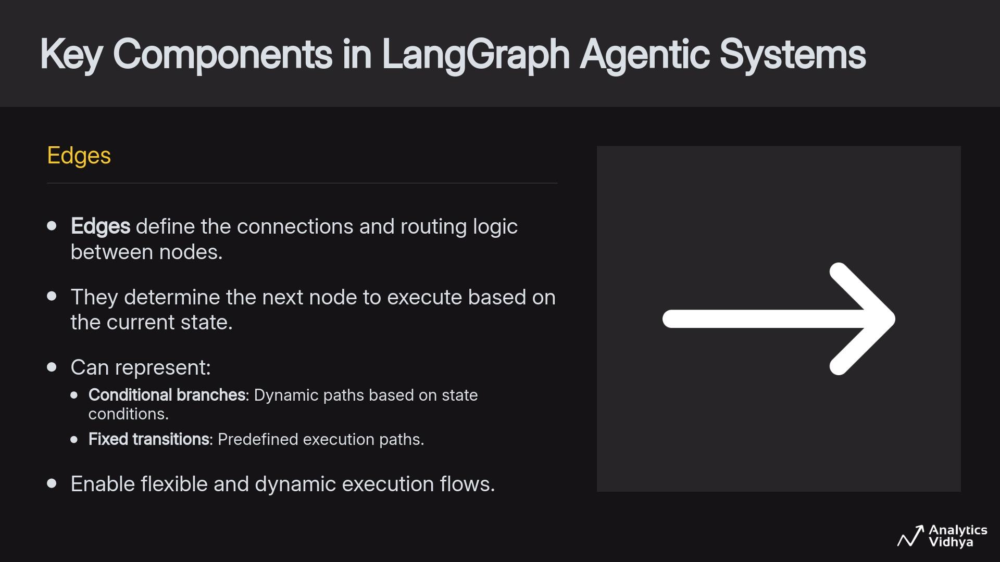 Key Components in LangGraph Agentic Systems
Edges
Edges define the connections and routing logic
between nodes.
They determine the next node to execute based on
the current state.
Can represent:
Conditional branches: Dynamic paths based on state
conditions.
Fixed transitions: Predefined execution paths.
Enable flexible and dynamic execution flows.
Analytics
Vidhya